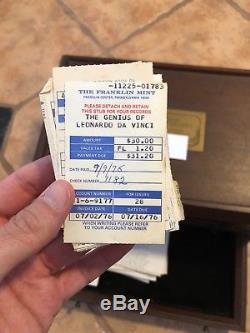 -11225-01783
THE FRANKLIN MINT
FRANKLIN CENTER, PENNSYLVANIA 19063
PLEASE DETACH AND RETAIN
THIS STUB FOR YOUR RECORDS
THE GENIUS OF
LEONARDO DA VINCI
AMOUNT $30.00
SALES TAX PL 1.20
PAYMENT DUE $31.20
DATE PAID 9/9/76
CHECK NUMBER 4182
ACCOUNT NUMBER
1-6-9177 28
INVOICE DATE DATE DUE
07/02/76 07/16/76
WHEN WRITING PLEASE REFER
TO YOUR ACCOUNT NUMBER